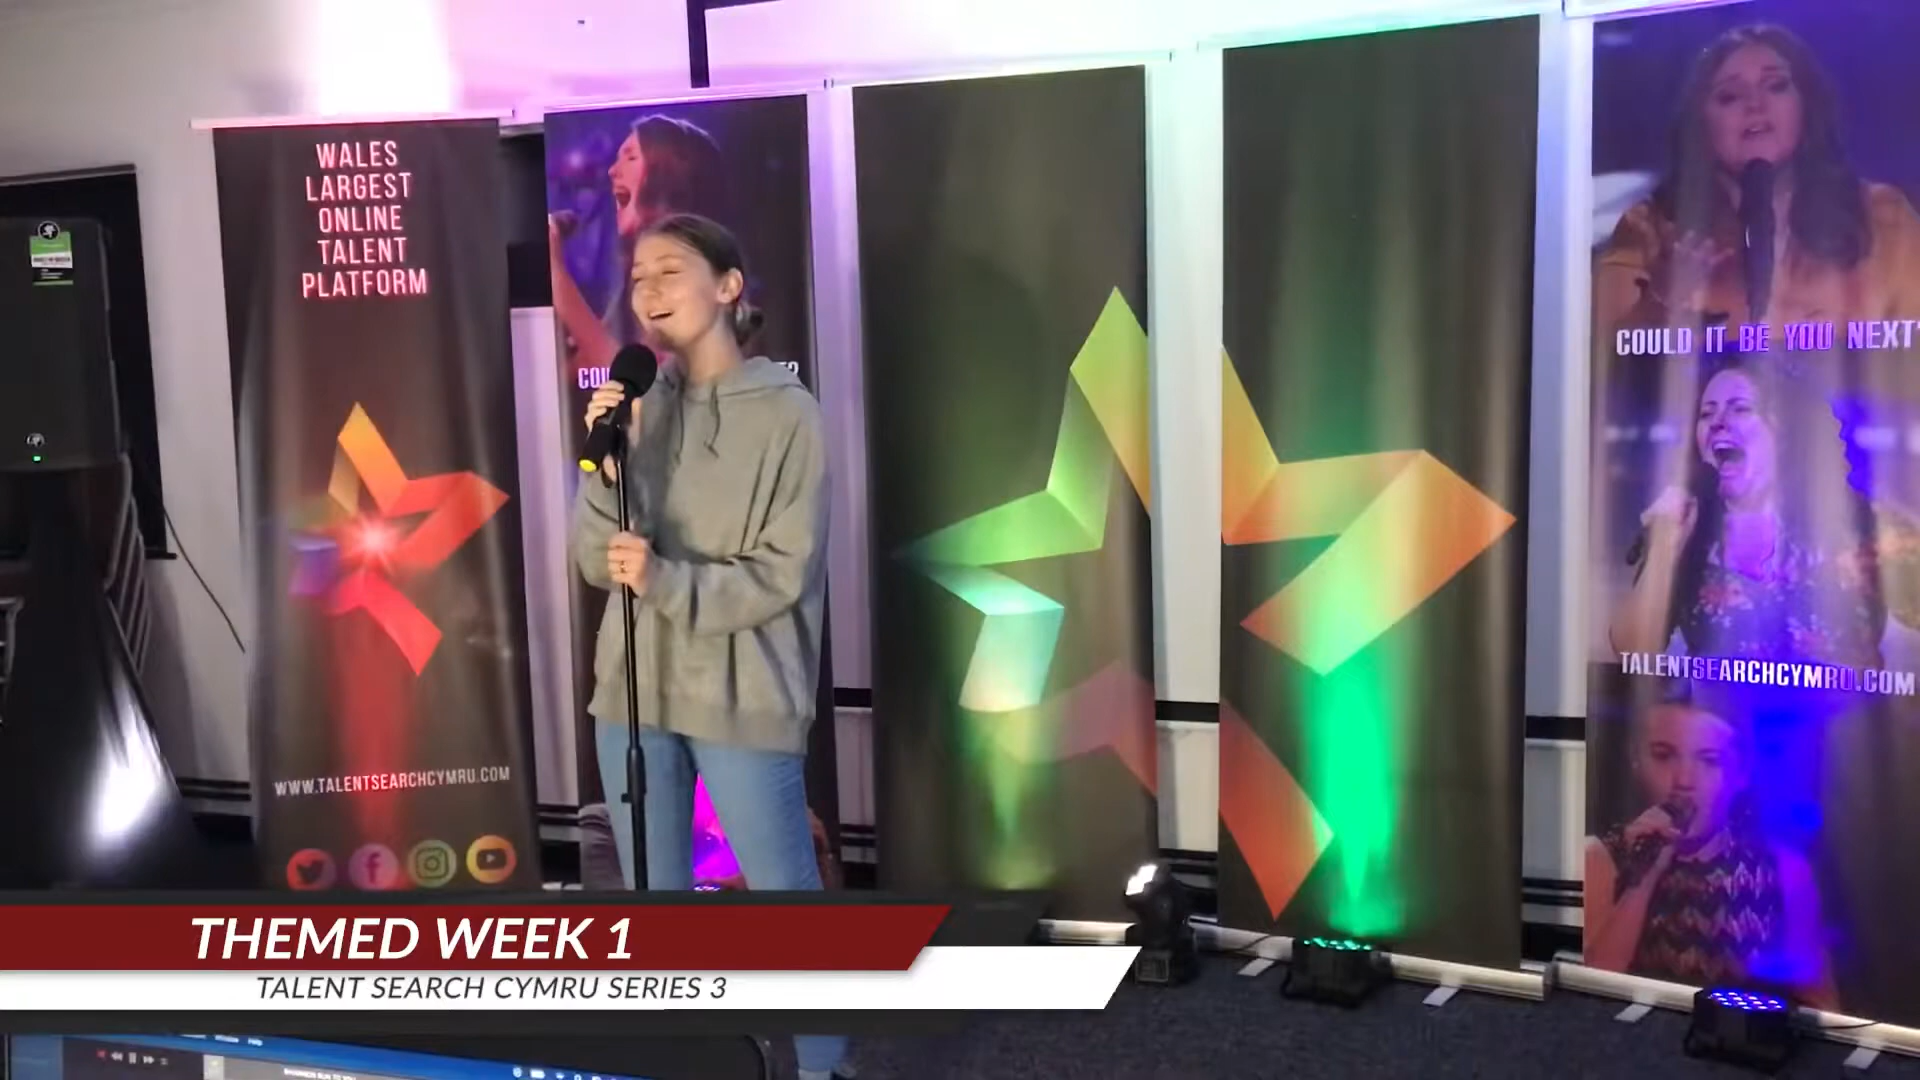 WALES
LARGEST
ONLINE
TALENT
PLATFORM
WWW.TALENTSEARCHCYMRU.COM
COULD IT BE YOU NEXT
TALENTSEARCHCYMRU.COM
THEMED WEEK 1
TALENT SEARCH CYMRU SERIES 3